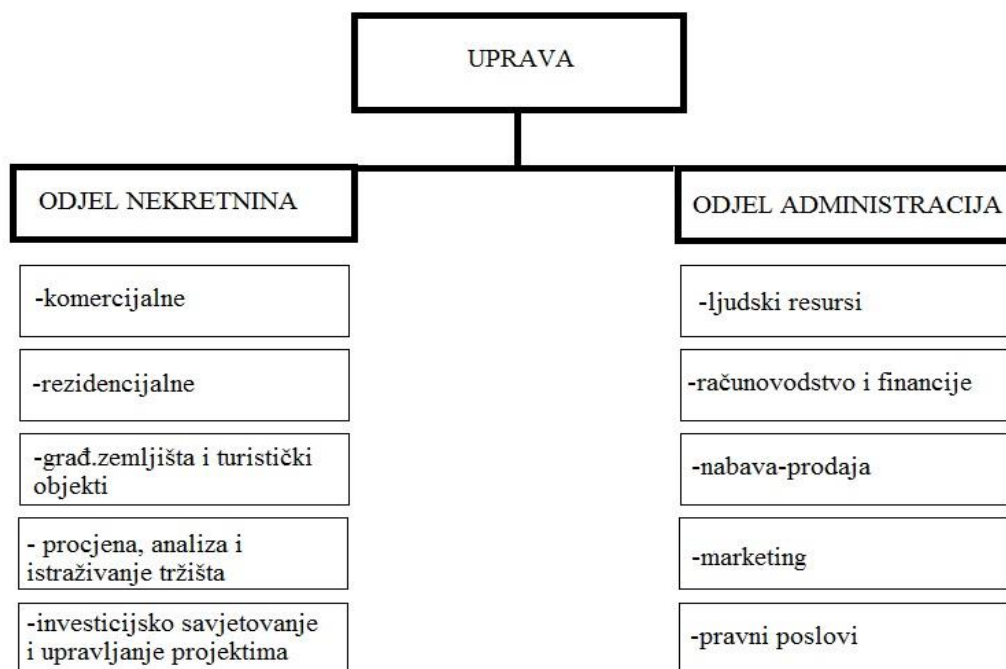 UPRAVA
ODJEL NEKRETNINA
-komercijalne
-rezidencijalne
-građ.zemljišta i turistički
objekti
- procjena, analiza i
istraživanje tržišta
-investicijsko savjetovanje
i upravljanje projektima
ODJEL ADMINISTRACIJA
-ljudski resursi
-računovodstvo i financije
-nabava-prodaja
-marketing
-pravni poslovi